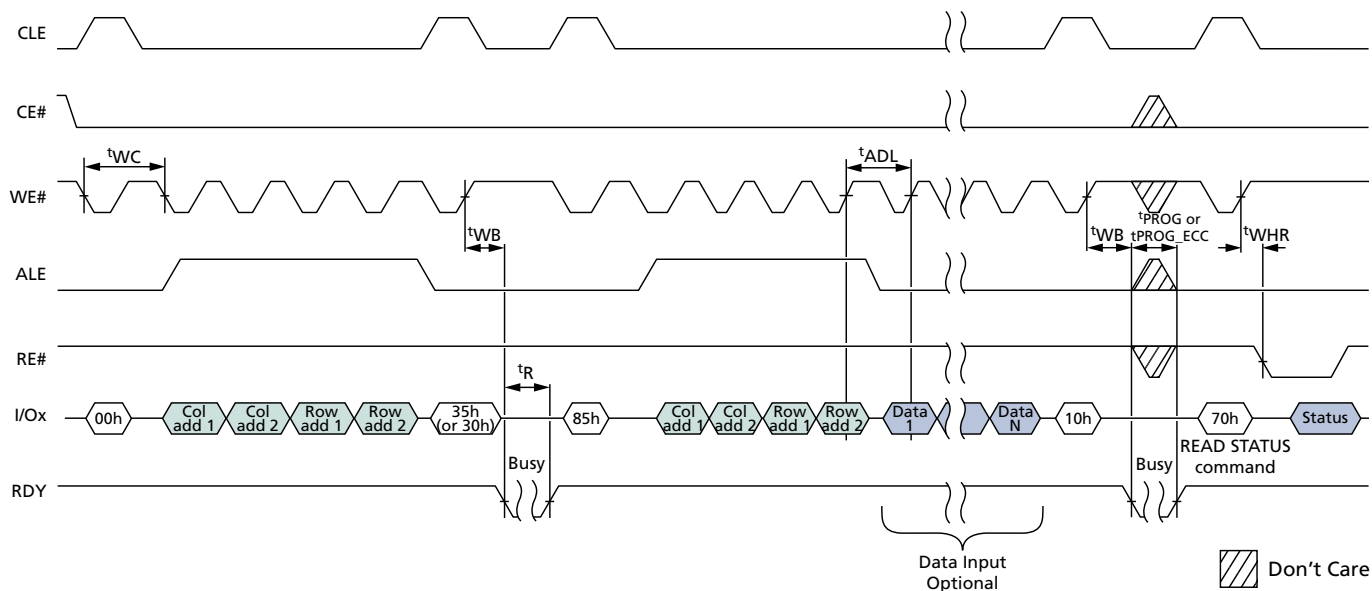 CLE
CE#
tWC
tADL
WE#
tWB
tWB
tPROG or
tPROG_ECC
tWHR
ALE
RE#
tR
I/Ox
00h
Col
add 1
Col
add 2
Row
add 1
Row
add 2
35h
(or 30h)
85h
Col
add 1
Col
add 2
Row
add 1
Row
add 2
Data
1
Data
N
10h
70h
Status
READ STATUS
command
Busy
Busy
RDY
Data Input
Optional
Don't Care